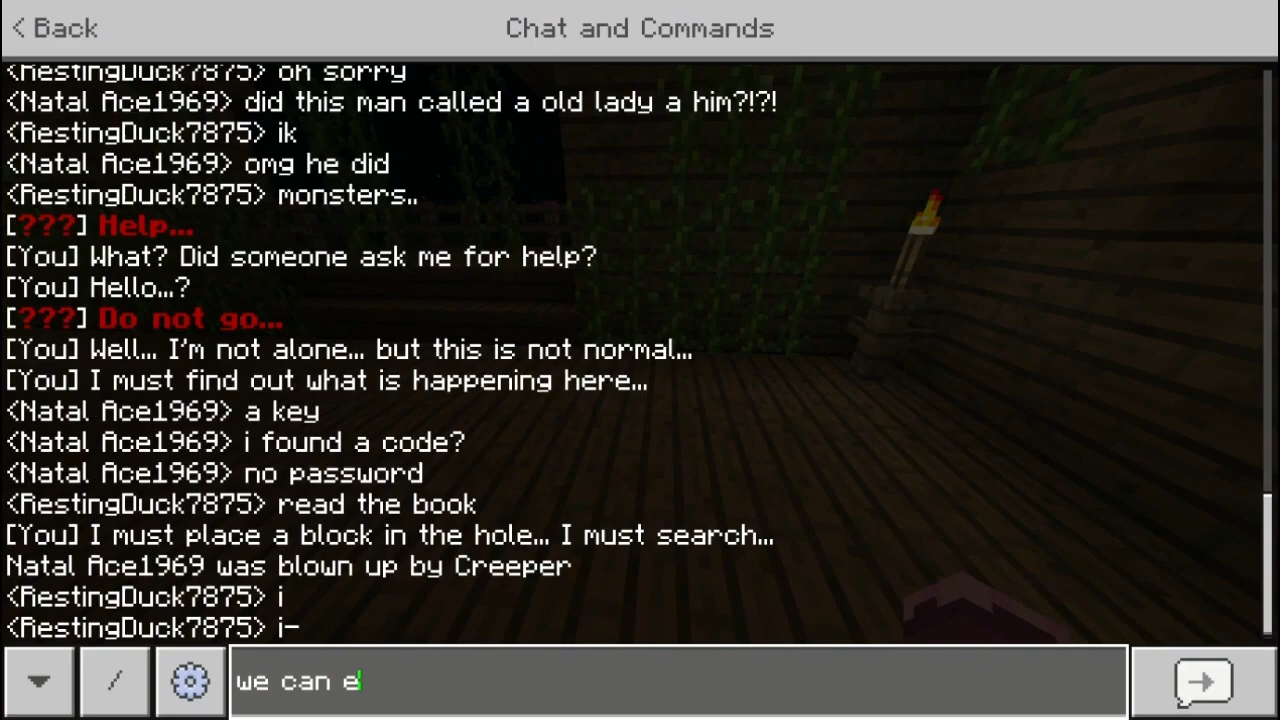 < Back
Chat and Commands
<RestingDuck7875> oh sorry
<Natal Ace1969> did this man called a old lady a him?!?!
<RestingDuck7875> ik
<Natal Ace1969> omg he did
<RestingDuck7875> monsters..
[???] Help...
[You] What? Did someone ask me for help?
[You] Hello...?
[???] Do not go...
[You] Well... I'm not alone... but this is not normal...
[You] I must find out what is happening here...
<Natal Ace1969> a key
<Natal Ace1969> i found a code?
<Natal Ace1969> no password
<RestingDuck7875> read the book
[You] I must place a block in the hole... I must search...
Natal Ace1969 was blown up by Creeper
<RestingDuck7875> i
<RestingDuck7875> i-
/
we can e